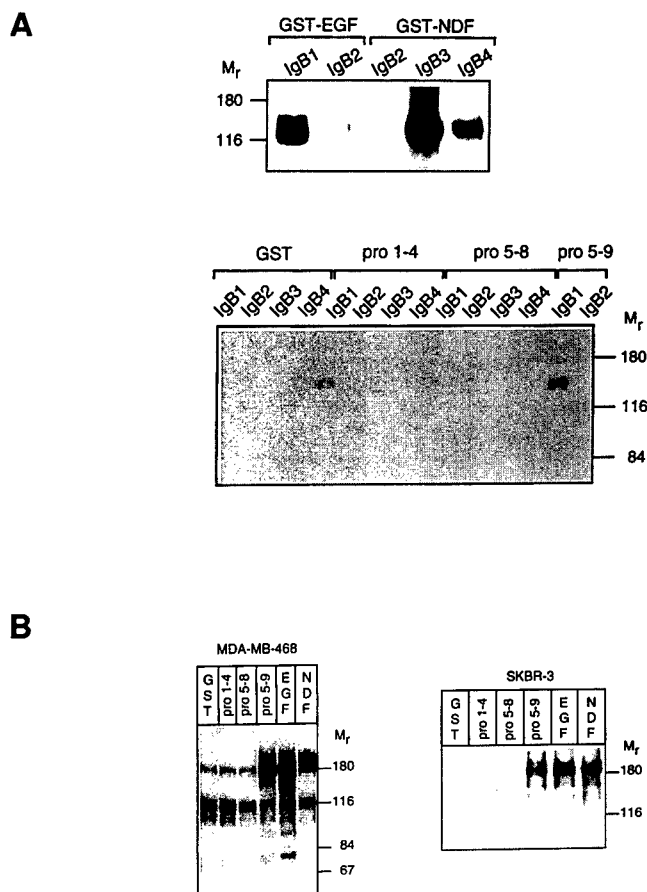 A
GST-EGF GST-NDF
Mr IgB1 IgB2 IgB2 IgB3 IgB4
180
116
GST pro 1-4 pro 5-8 pro 5-9
IgB1 IgB2 IgB3 IgB4 IgB1 IgB2 IgB3 IgB4 IgB1 IgB2 IgB3 IgB4 IgB1 IgB2
Mr
180
116
84
B
MDA-MB-468
GST pro 1-4 pro 5-8 pro 5-9 EGF NDF
Mr
180
116
84
67
SKBR-3
GST pro 1-4 pro 5-8 pro 5-9 EGF NDF
Mr
180
116